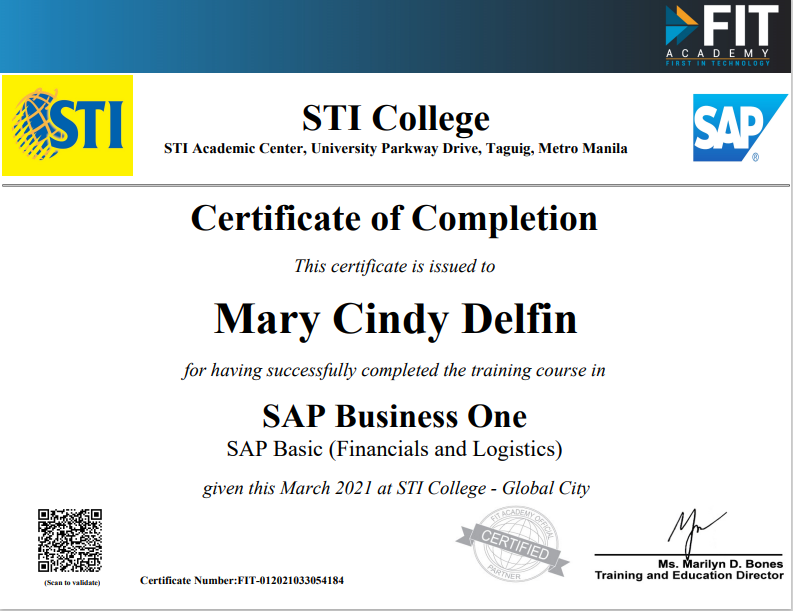 FIT
ACADEMY
FIRST IN TECHNOLOGY
STI
STI College
STI Academic Center, University Parkway Drive, Taguig, Metro Manila
SAP
®
Certificate of Completion
This certificate is issued to
Mary Cindy Delfin
for having successfully completed the training course in
SAP Business One
SAP Basic (Financials and Logistics)
given this March 2021 at STI College - Global City
FIT ACADEMY OFFICIAL
CERTIFIED
PARTNER
(Scan to validate)
Certificate Number:FIT-012021033054184
Ms. Marilyn D. Bones
Training and Education Director